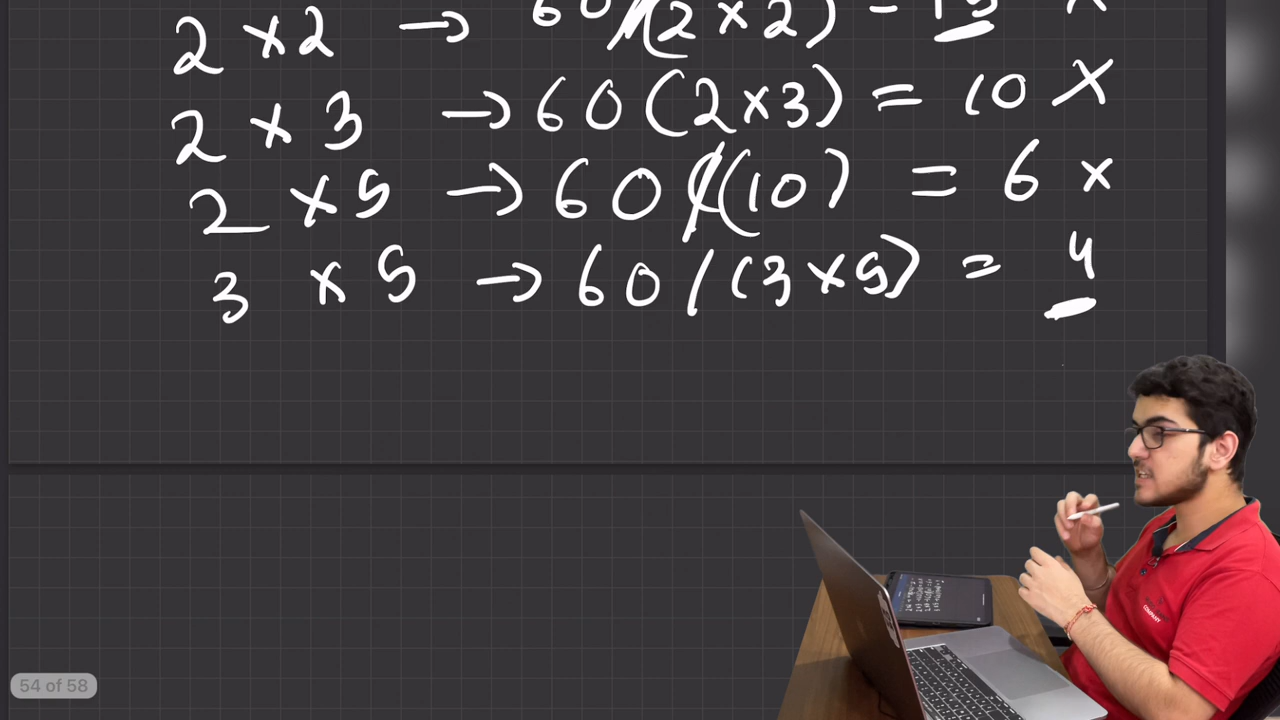 2 × 2 → 60/(2 × 2) = 15 ×
2 × 3 → 60 (2 × 3) = 10 ×
2 × 5 → 60 /(10) = 6 ×
3 × 5 → 60 / (3 × 5) = 4
54 of 58
COMPANY